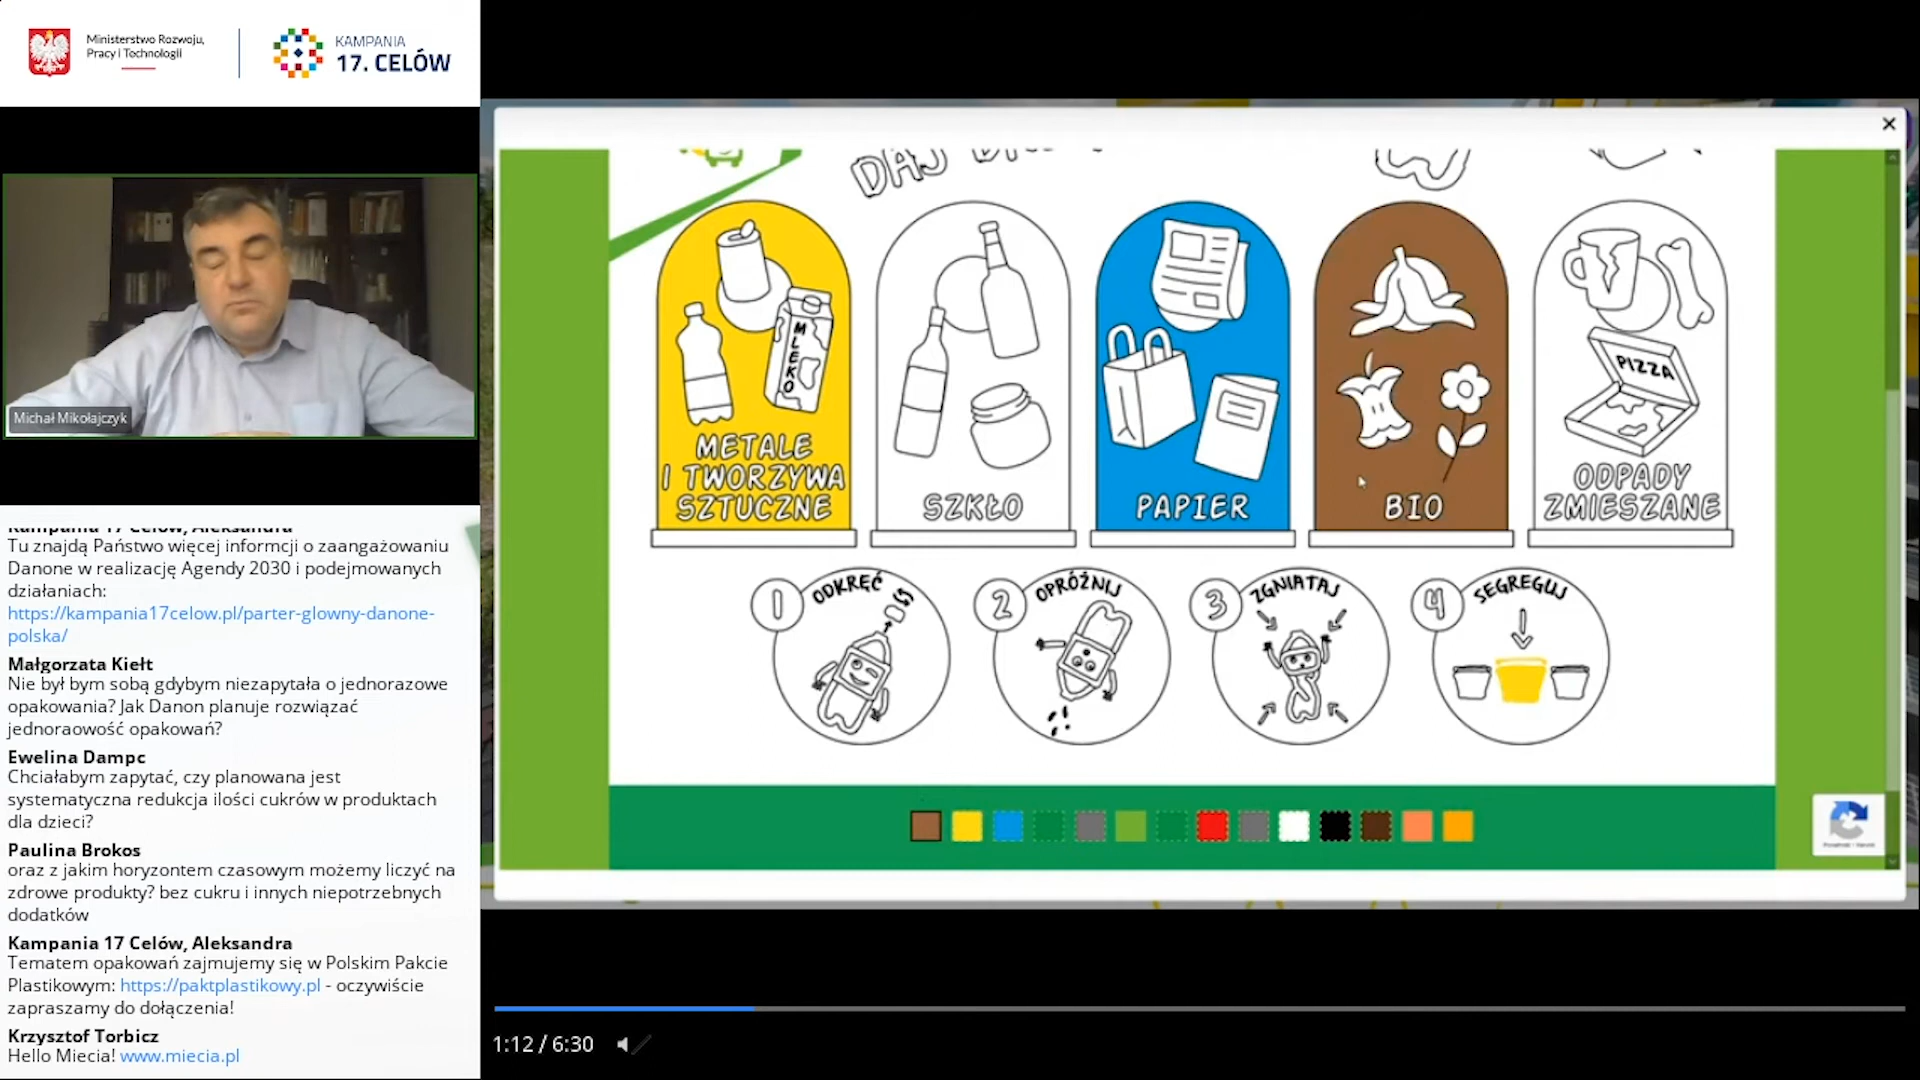 Ministerstwo Rozwoju,
Pracy i Technologii
KAMPANIA
17. CELÓW
Michał Mikołajczyk
Kampania 17 Celów, Aleksandra
Tu znajdą Państwo więcej informcji o zaangażowaniu
Danone w realizację Agendy 2030 i podejmowanych
działaniach:
https://kampania17celow.pl/parter-glowny-danone-
polska/
Małgorzata Kiełt
Nie był bym sobą gdybym niezapytała o jednorazowe
opakowania? Jak Danon planuje rozwiązać
jednoraowość opakowań?
Ewelina Dampc
Chciałabym zapytać, czy planowana jest
systematyczna redukcja ilości cukrów w produktach
dla dzieci?
Paulina Brokos
oraz z jakim horyzontem czasowym możemy liczyć na
zdrowe produkty? bez cukru i innych niepotrzebnych
dodatków
Kampania 17 Celów, Aleksandra
Tematem opakowań zajmujemy się w Polskim Pakcie
Plastikowym: https://paktplastikowy.pl - oczywiście
zapraszamy do dołączenia!
Krzysztof Torbicz
Hello Miecia! www.miecia.pl
DAJ
MLEKO
METALE
I TWORZYWA
SZTUCZNE
SZKŁO
PAPIER
BIO
PIZZA
ODPADY
ZMIESZANE
1 ODKRĘĆ
2 OPRÓŻNIJ
3 ZGNIATAJ
4 SEGREGUJ
1:12 / 6:30